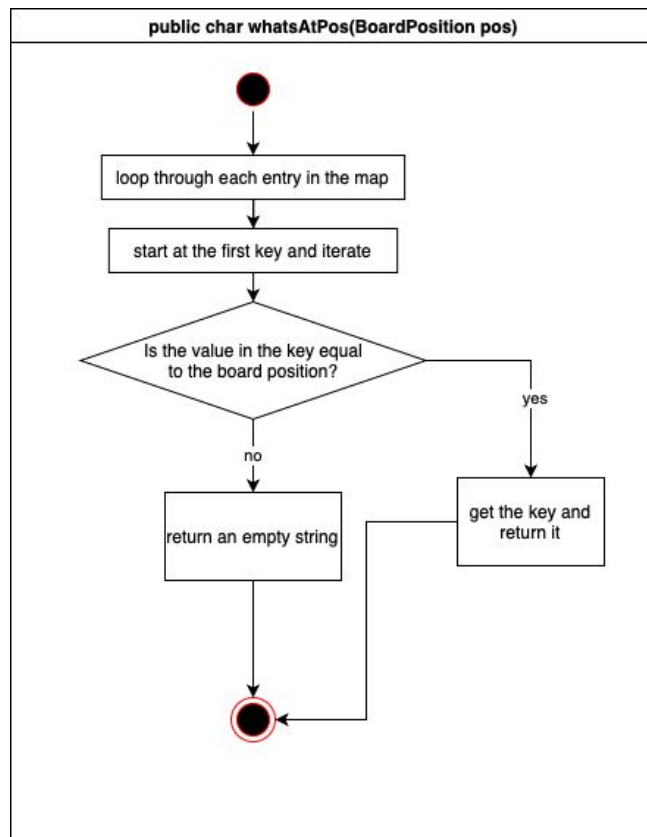 public char whatsAtPos(BoardPosition pos)
loop through each entry in the map
start at the first key and iterate
Is the value in the key equal
to the board position?
yes
no
get the key and
return it
return an empty string